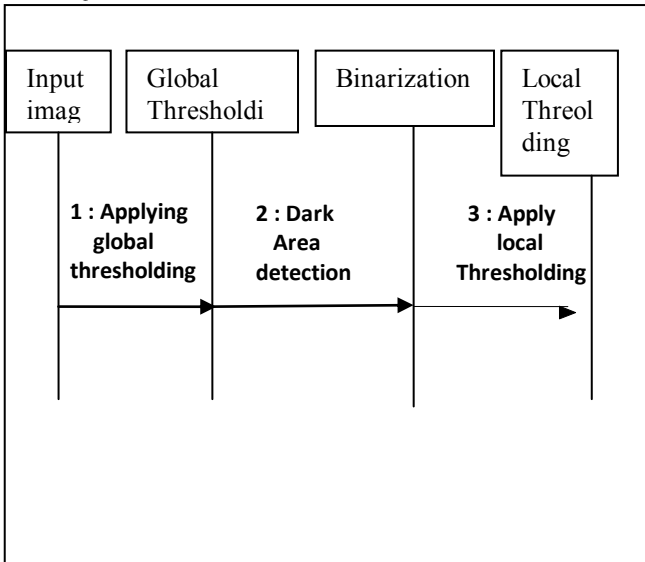 Input
imag
Global
Thresholdi
Binarization
Local
Threol
ding
1 : Applying
global
thresholding
2 : Dark
Area
detection
3 : Apply
local
Thresholding